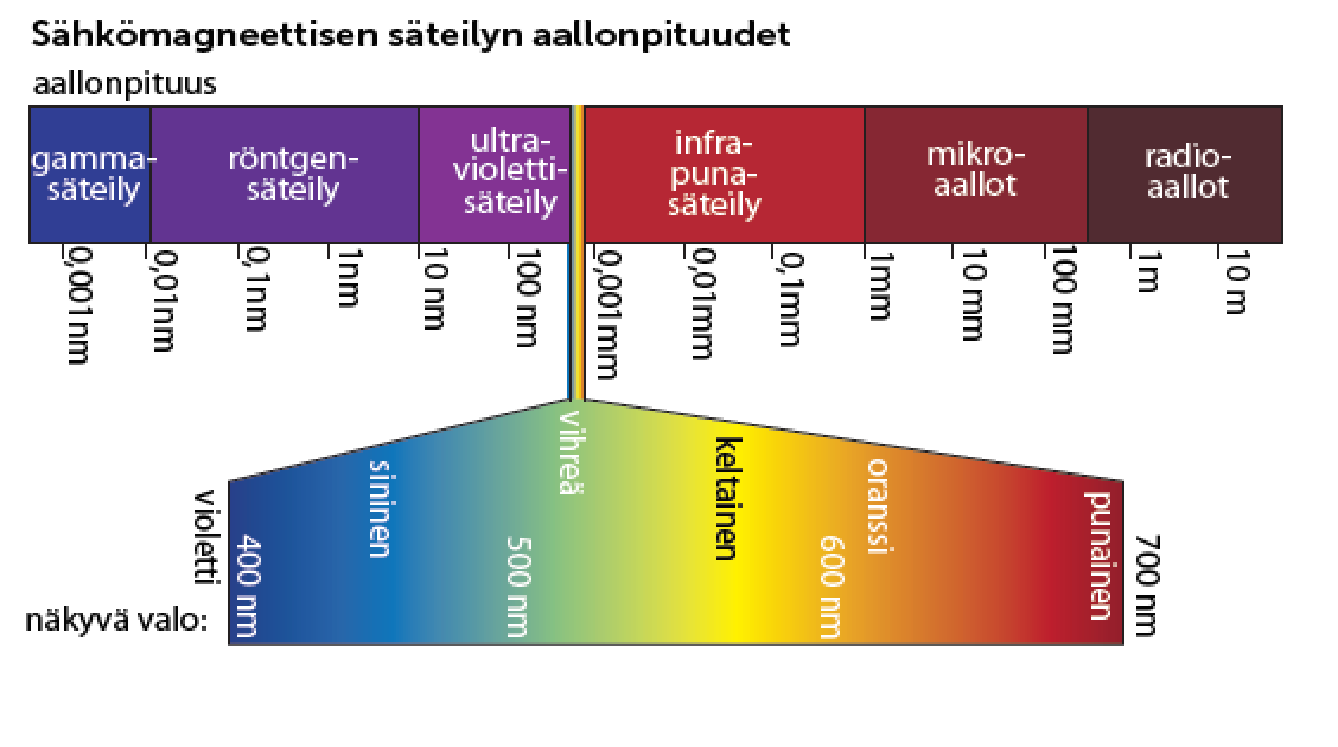 Sähkömagneettisen säteilyn aallonpituudet
aallonpituus
gamma-
säteily
röntgen-
säteily
ultra-
violetti-
säteily
infra-
puna-
säteily
mikro-
aallot
radio-
aallot
0,001nm
0,01nm
0,1nm
1nm
10 nm
100 nm
0,001mm
0,01mm
0,1mm
1mm
10 mm
100 mm
1m
10 m
violetti
sininen
vihreä
keltainen
oranssi
punainen
400 nm
500 nm
600 nm
700 nm
näkyvä valo: